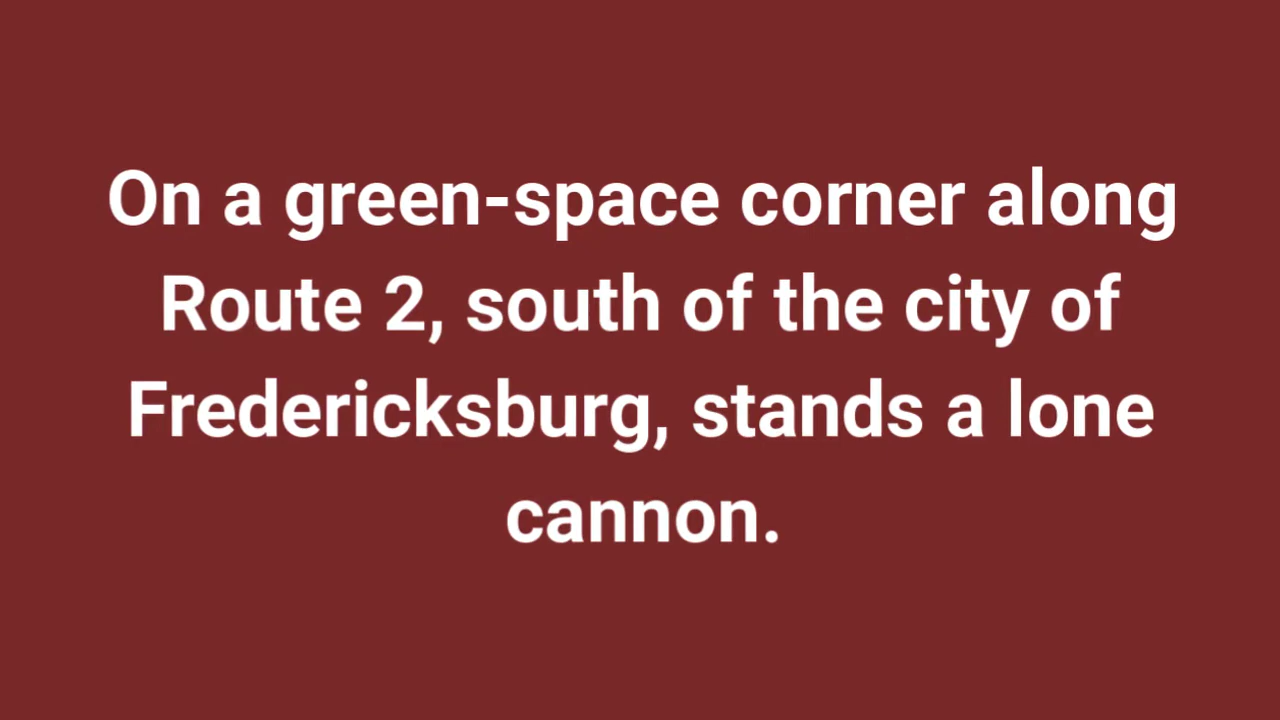 On a green-space corner along
Route 2, south of the city of
Fredericksburg, stands a lone
cannon.